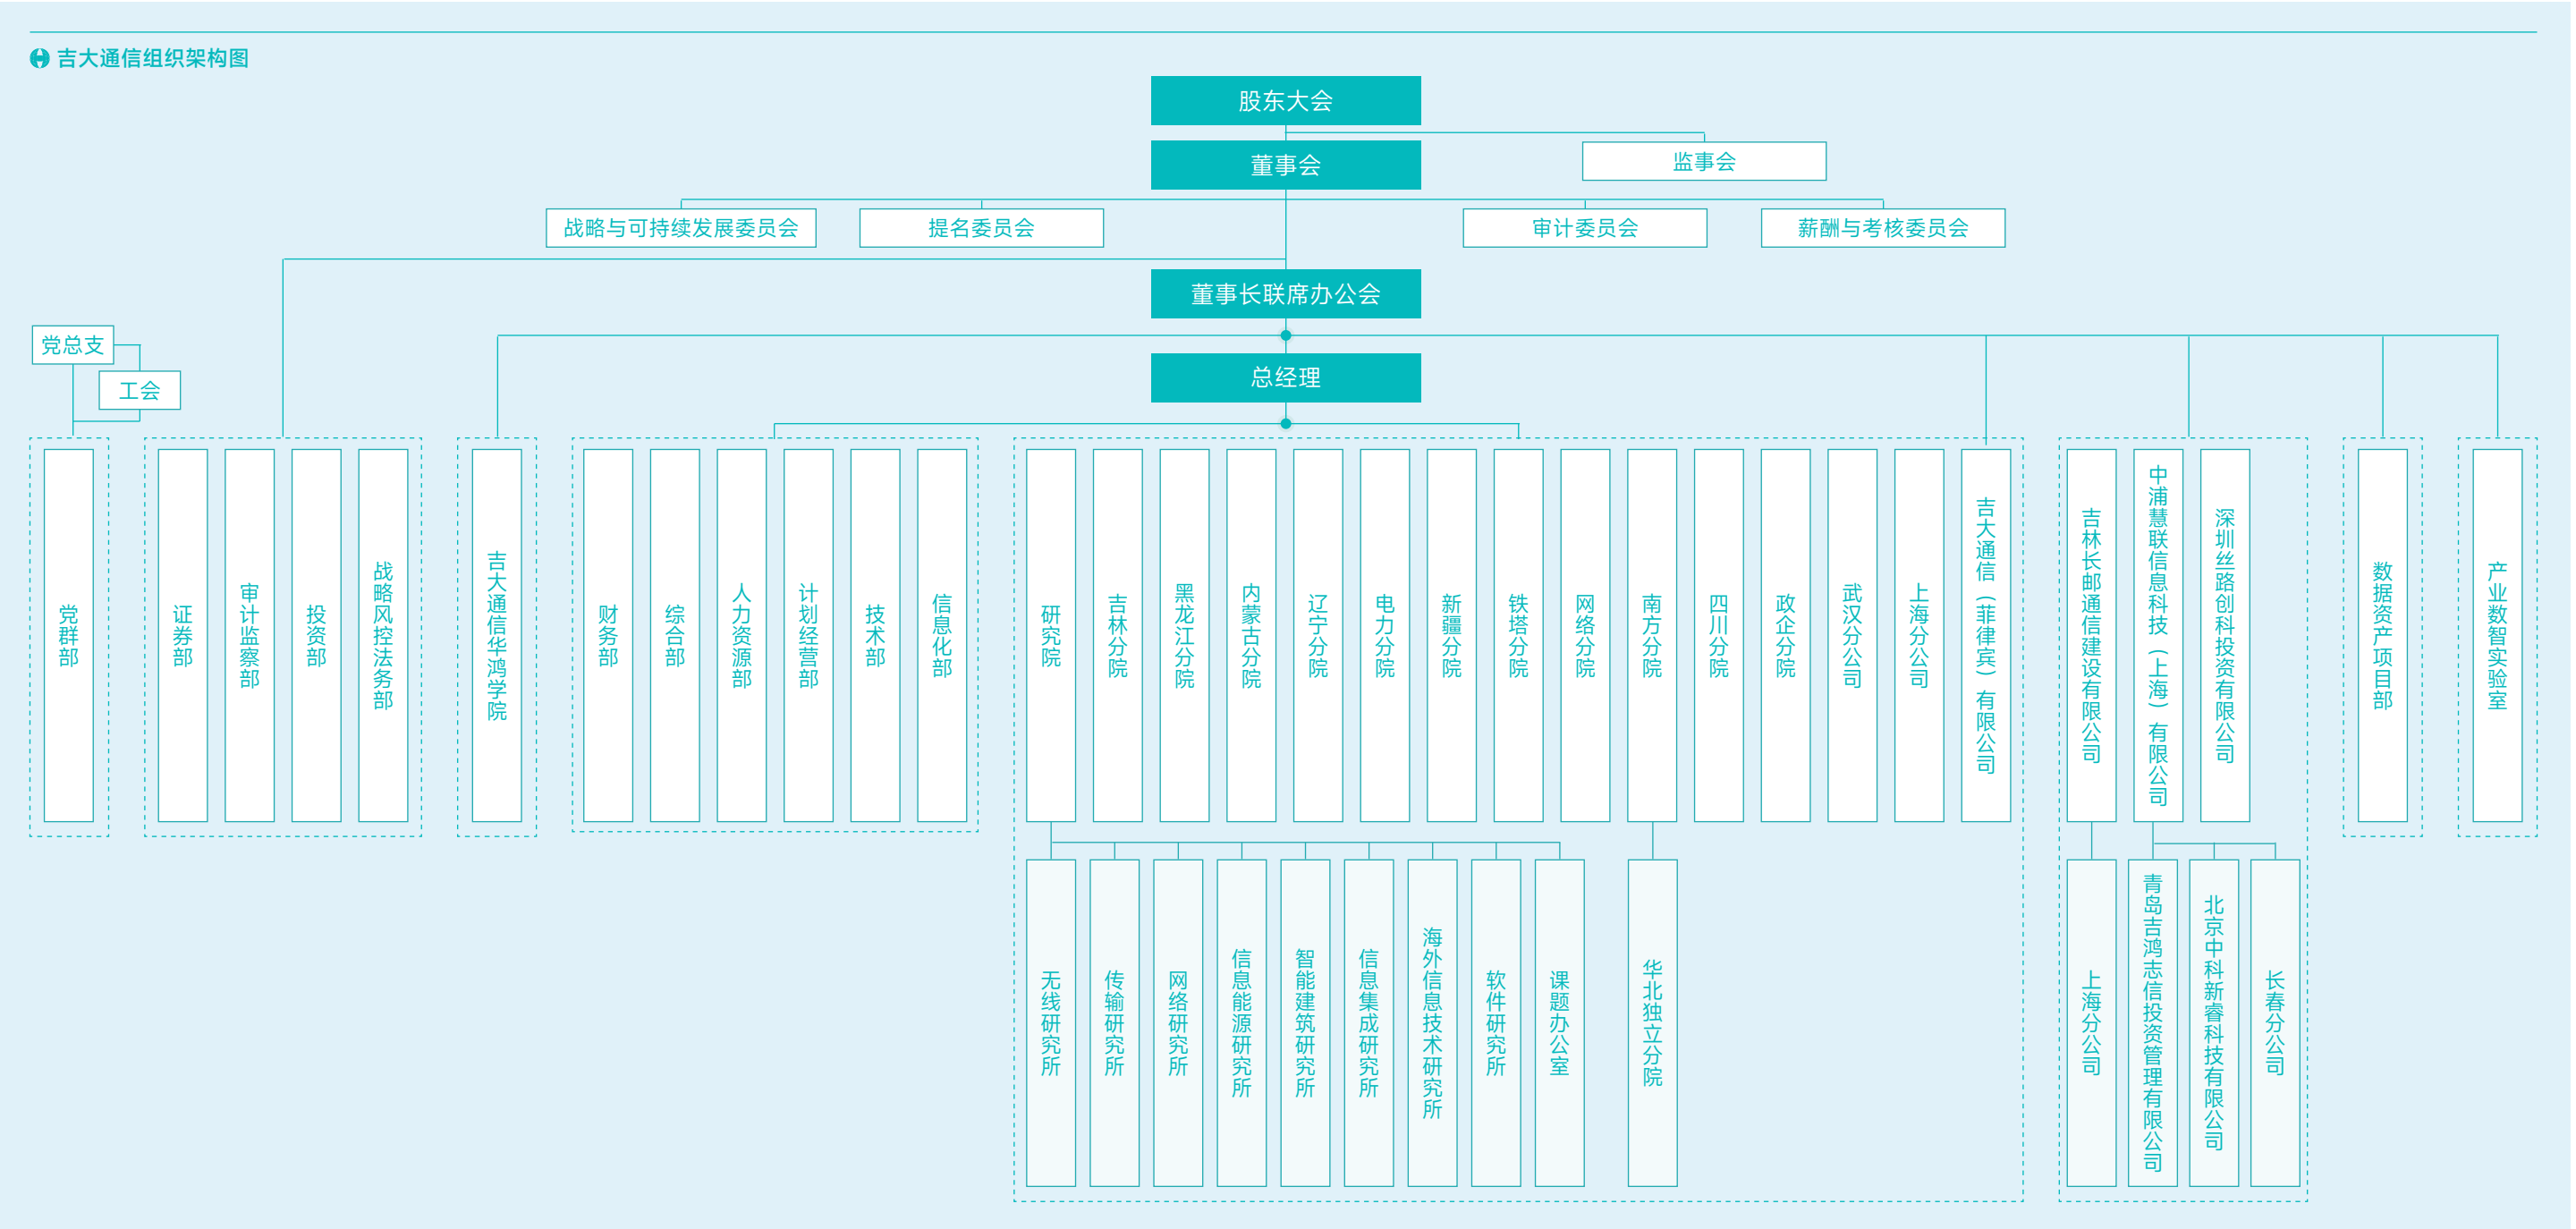 吉大通信组织架构图
股东大会
董事会
监事会
战略与可持续发展委员会
提名委员会
审计委员会
薪酬与考核委员会
董事长联席办公会
党总支
工会
总经理
党群部
证券部
审计监察部
投资部
战略风控法务部
吉大通信华鸿学院
财务部
综合部
人力资源部
计划经营部
技术部
信息化部
研究院
吉林分院
黑龙江分院
内蒙古分院
辽宁分院
电力分院
新疆分院
铁塔分院
网络分院
南方分院
四川分院
政企分院
武汉分公司
上海分公司
吉大通信（菲律宾）有限公司
吉林长邮通信建设有限公司
中浦慧联信息科技（上海）有限公司
深圳丝路创科投资有限公司
数据资产项目部
产业数智实验室
无线研究所
传输研究所
网络研究所
信息能源研究所
智能建筑研究所
信息集成研究所
海外信息技术研究所
软件研究所
课题办公室
华北独立分院
上海分公司
青岛吉鸿志信投资管理有限公司
北京中科新睿科技有限公司
长春分公司